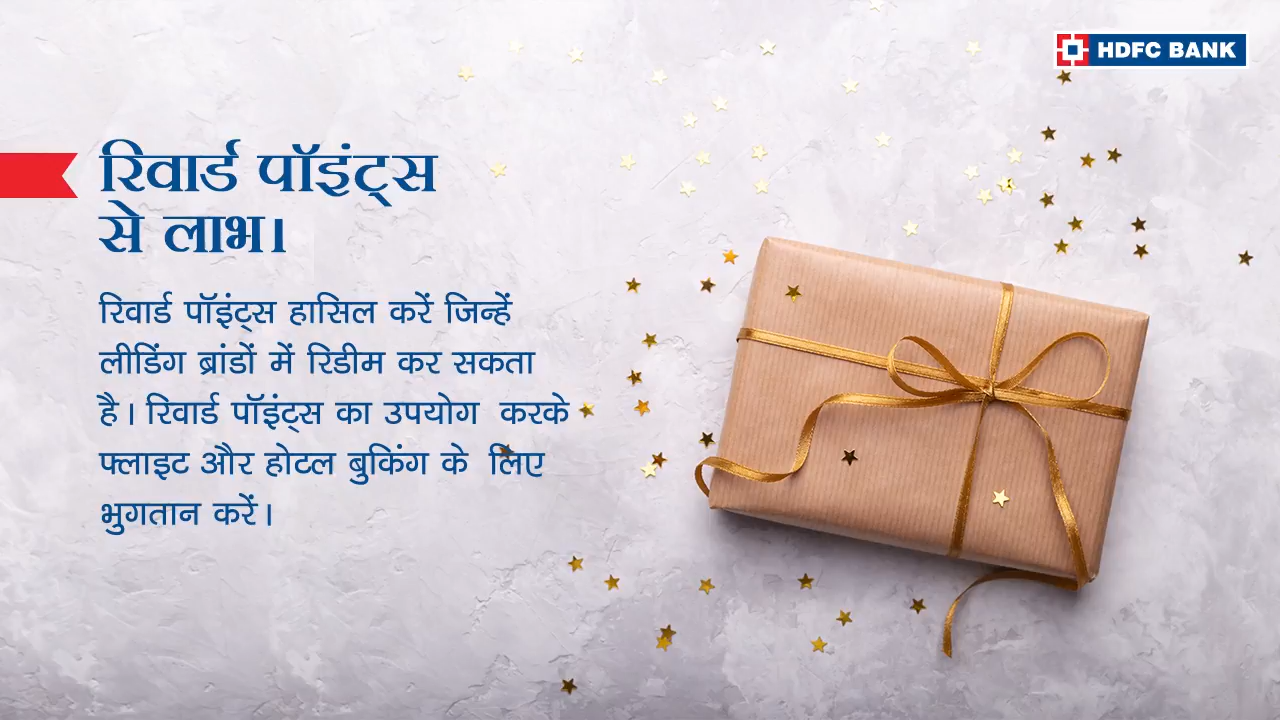 HDFC BANK
रिवार्ड पॉइंट्स
से लाभ।
रिवार्ड पॉइंट्स हासिल करें जिन्हें
लीडिंग ब्रांडों में रिडीम कर सकता
है। रिवार्ड पॉइंट्स का उपयोग करके
फ्लाइट और होटल बुकिंग के लिए
भुगतान करें।